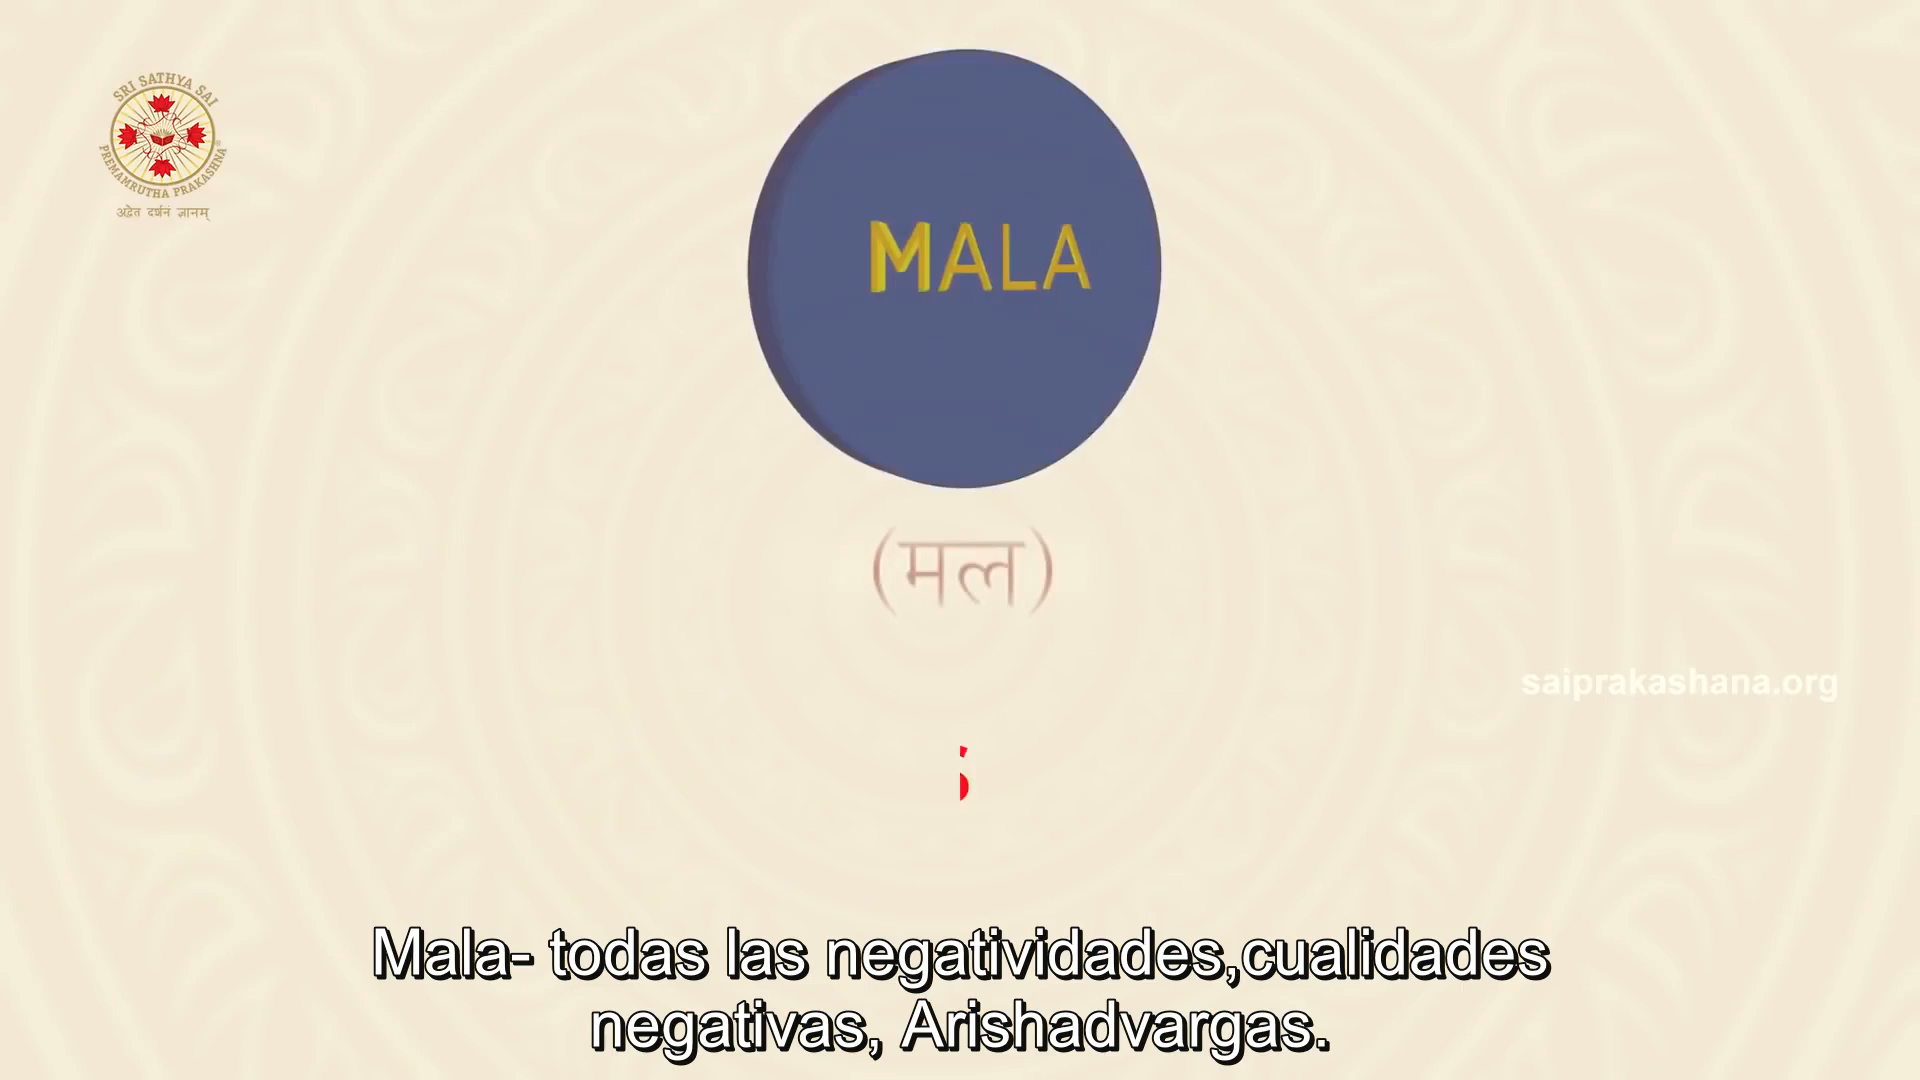 SRI SATHYA SAI
PREMAMRUTHA PRAKASHNA
अद्वैत दर्शनं ज्ञानम्
MALA
(मल)
saiprakashana.org
Mala- todas las negatividades,cualidades
negativas, Arishadvargas.